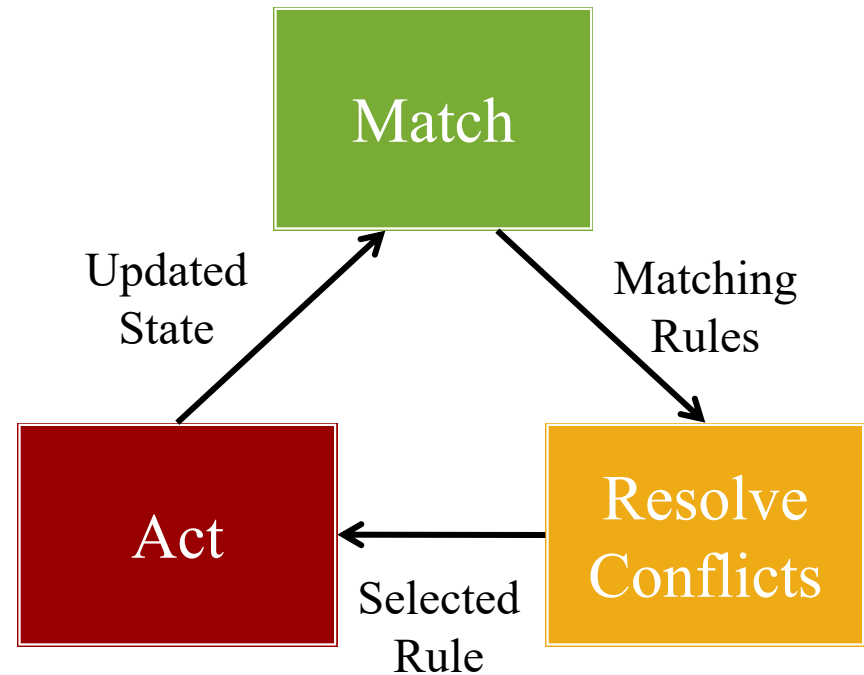 Match
Updated
State
Matching
Rules
Act
Resolve
Conflicts
Selected
Rule